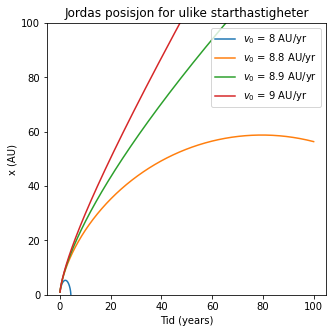 Jordas posisjon for ulike starthastigheter
100
80
60
40
20
0
x (AU)
v₀ = 8 AU/yr
v₀ = 8.8 AU/yr
v₀ = 8.9 AU/yr
v₀ = 9 AU/yr
0 20 40 60 80 100
Tid (years)